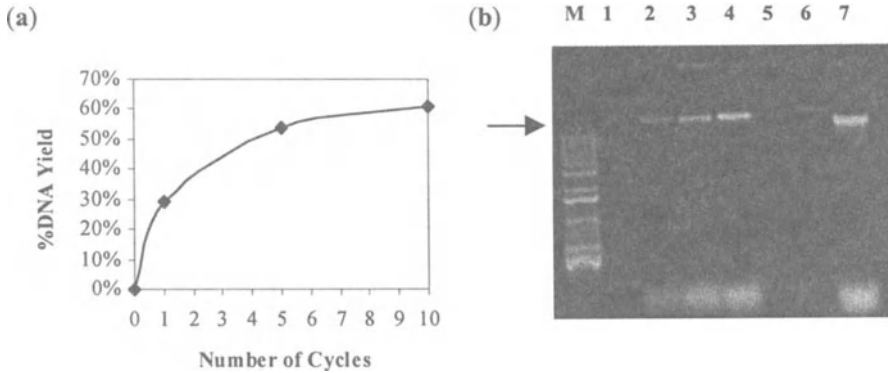 (a)
70%
60%
50%
40%
30%
20%
10%
0%
%DNA Yield
0 1 2 3 4 5 6 7 8 9 10
Number of Cycles
(b)
M 1 2 3 4 5 6 7